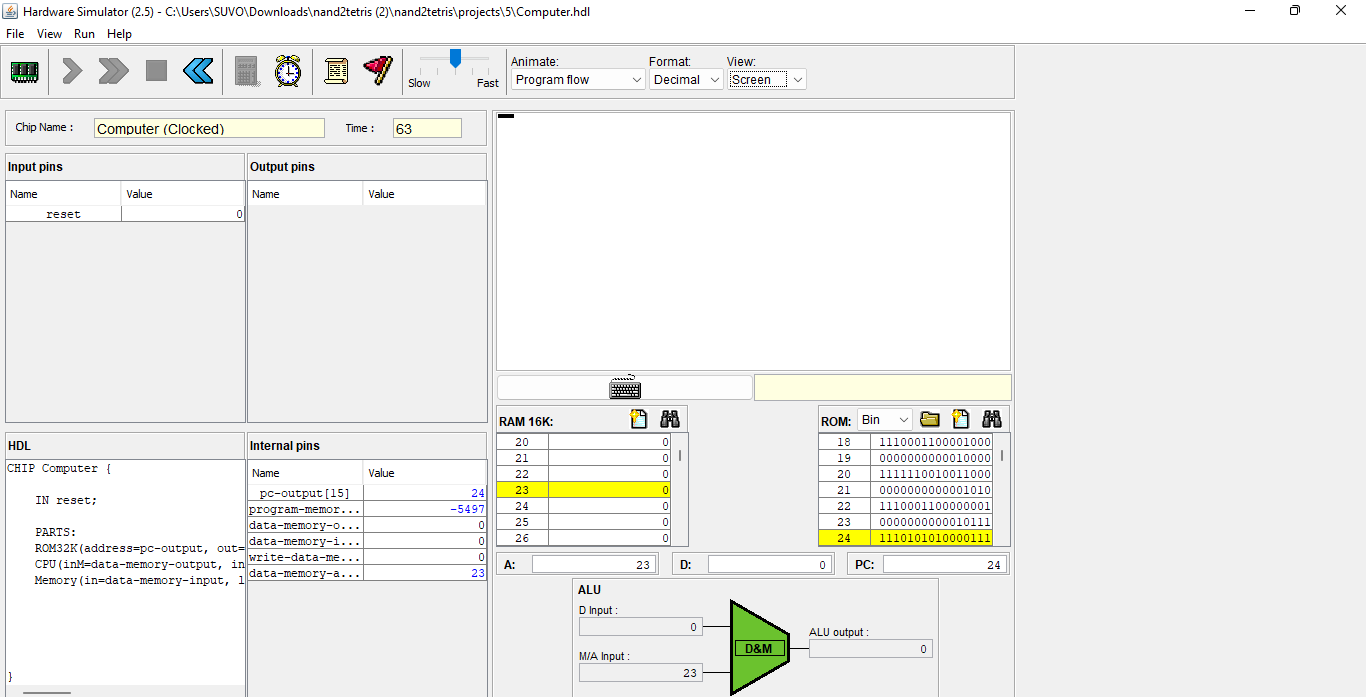 Hardware Simulator (2.5) - C:\Users\SUVO\Downloads\nand2tetris (2)\nand2tetris\projects\5\Computer.hdl
File View Run Help
Slow Fast
Animate: Format: View:
Program flow Decimal Screen
Chip Name : Computer (Clocked) Time : 63
Input pins
Name Value
reset 0
Output pins
Name Value
HDL
CHIP Computer {
IN reset;
PARTS:
ROM32K(address=pc-output, out=
CPU(inM=data-memory-output, in
Memory(in=data-memory-input, l
}
Internal pins
Name Value
pc-output[15] 24
program-memor... -5497
data-memory-o... 0
data-memory-i... 0
write-data-me... 0
data-memory-a... 23
RAM 16K:
20 0
21 0
22 0
23 0
24 0
25 0
26 0
ROM: Bin
18 1110001100001000
19 0000000000010000
20 1111110010011000
21 0000000000001010
22 1110001100000001
23 0000000000010111
24 1110101010000111
A: 23 D: 0 PC: 24
ALU
D Input : 0
M/A Input : 23
D&M
ALU output : 0